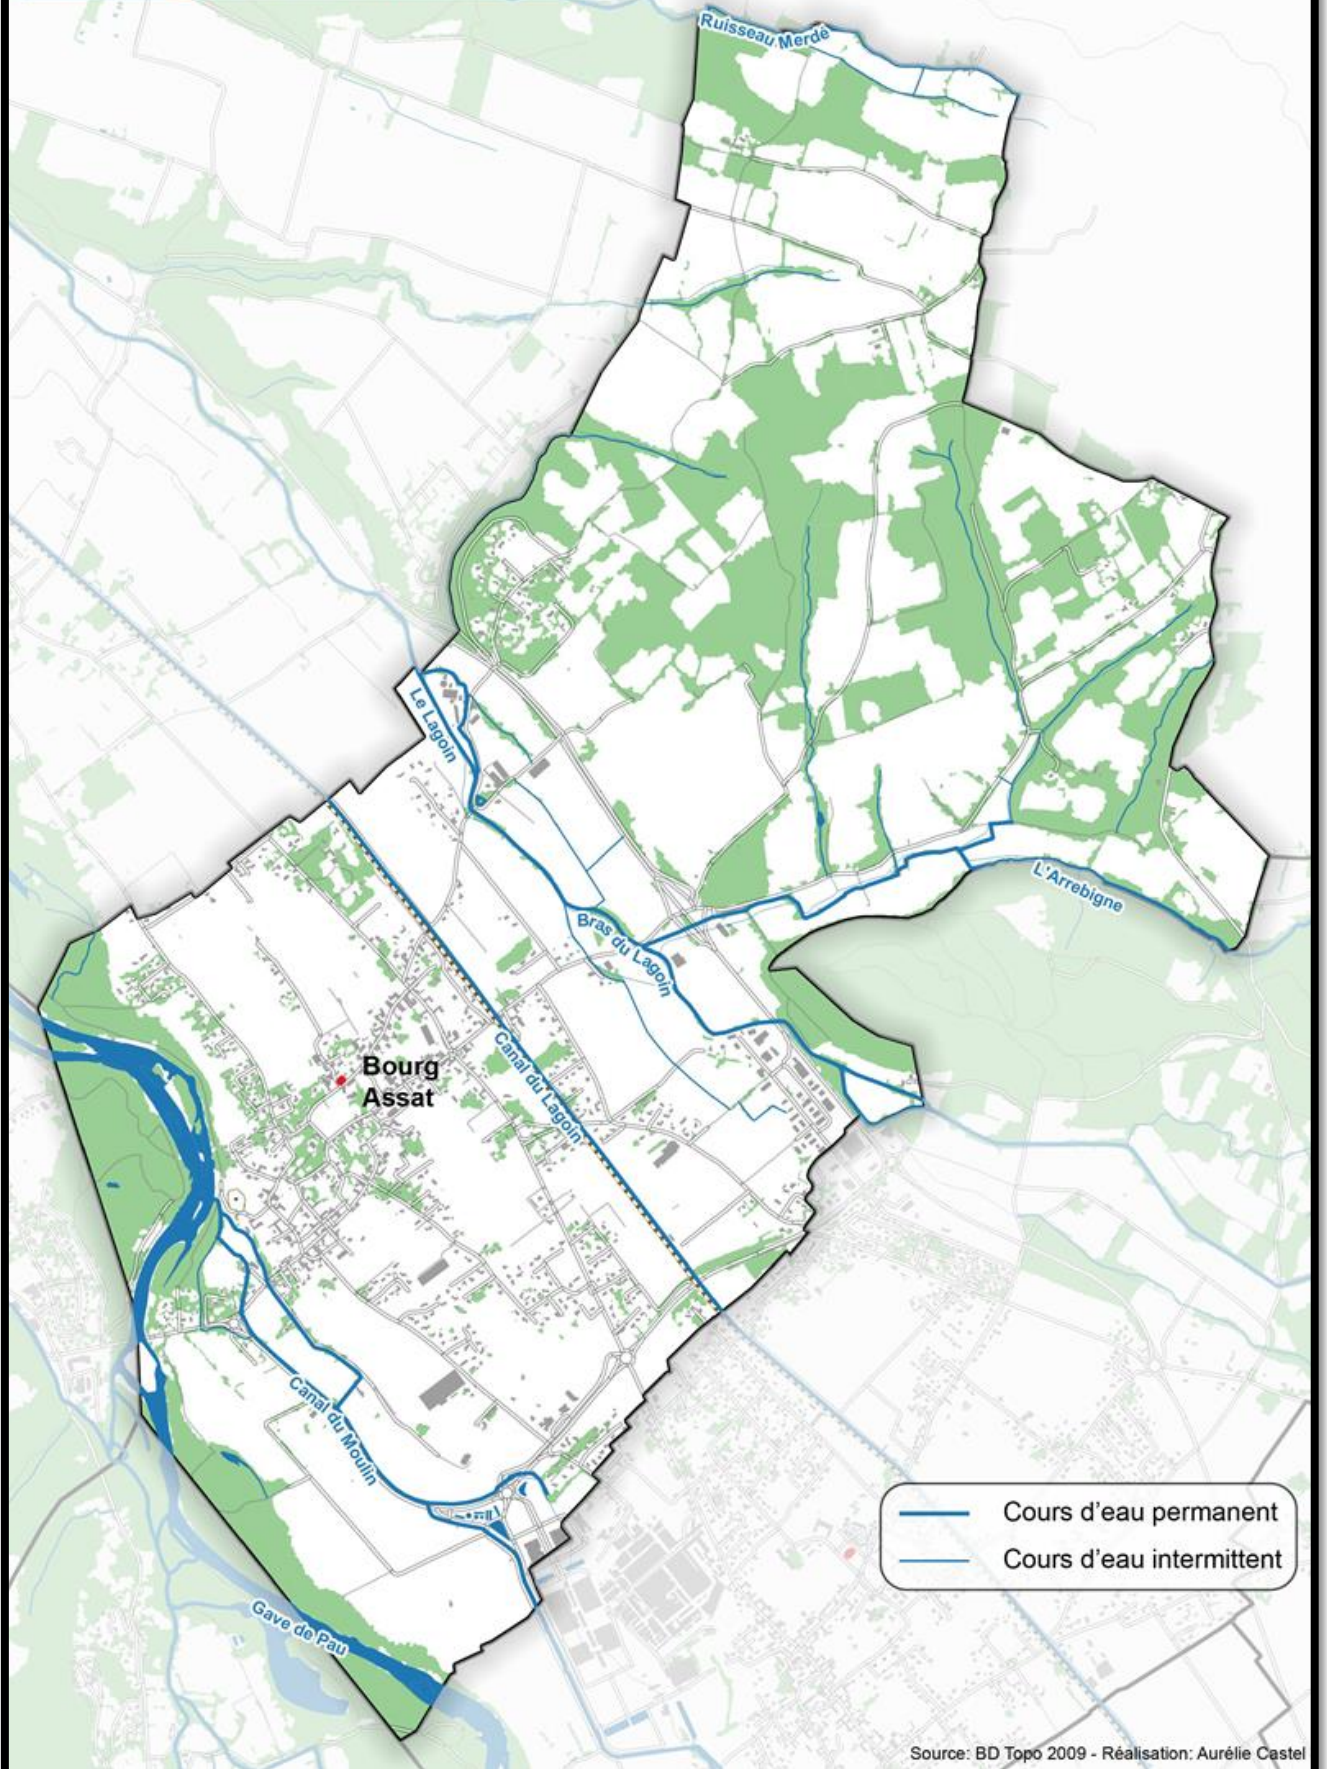 Ruisseau Merdé
Le Lagoin
L'Arrebigne
Bras du Lagoin
Canal du Lagoin
Bourg
Assat
Canal du Moulin
Gave de Pau
Cours d'eau permanent
Cours d'eau intermittent
Source: BD Topo 2009 - Réalisation: Aurélie Castel